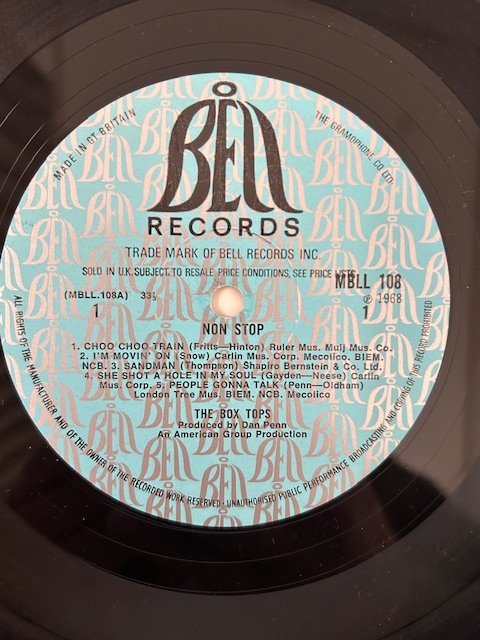 BELL
RECORDS
MADE IN GT BRITAIN
THE GRAMOPHONE CO LTD.
TRADE MARK OF BELL RECORDS INC.
SOLD IN U.K. SUBJECT TO RESALE PRICE CONDITIONS, SEE PRICE LISTS
MBLL 108
(MBLL.108A) 33⅓
℗ 1968
1
1
NON STOP
1. CHOO CHOO TRAIN (Fritts—Hinton) Ruler Mus. Mulj Mus. Co.
2. I'M MOVIN' ON (Snow) Carlin Mus. Corp. Mecolico. BIEM.
NCB. 3. SANDMAN (Thompson) Shapiro Bernstein & Co. Ltd.
4. SHE SHOT A HOLE IN MY SOUL (Gayden—Neese) Carlin
Mus. Corp. 5. PEOPLE GONNA TALK (Penn—Oldham)
London Tree Mus. BIEM. NCB. Mecolico
THE BOX TOPS
Produced by Dan Penn
An American Group Production
ALL RIGHTS OF THE MANUFACTURER AND OF THE OWNER OF THE RECORDED WORK RESERVED · UNAUTHORISED PUBLIC PERFORMANCE BROADCASTING AND COPYING OF THIS RECORD PROHIBITED